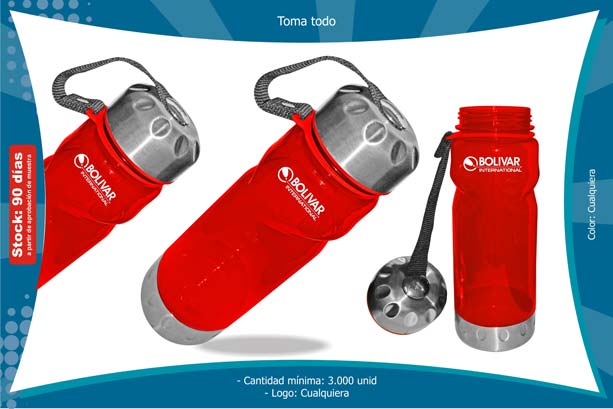 Toma todo
Stock: 90 días
a partir de aprobación de muestra
BOLIVAR
INTERNATIONAL
BOLIVAR
INTERNATIONAL
BOLIVAR
INTERNATIONAL
Color: Cualquiera
- Cantidad mínima: 3.000 unid
- Logo: Cualquiera